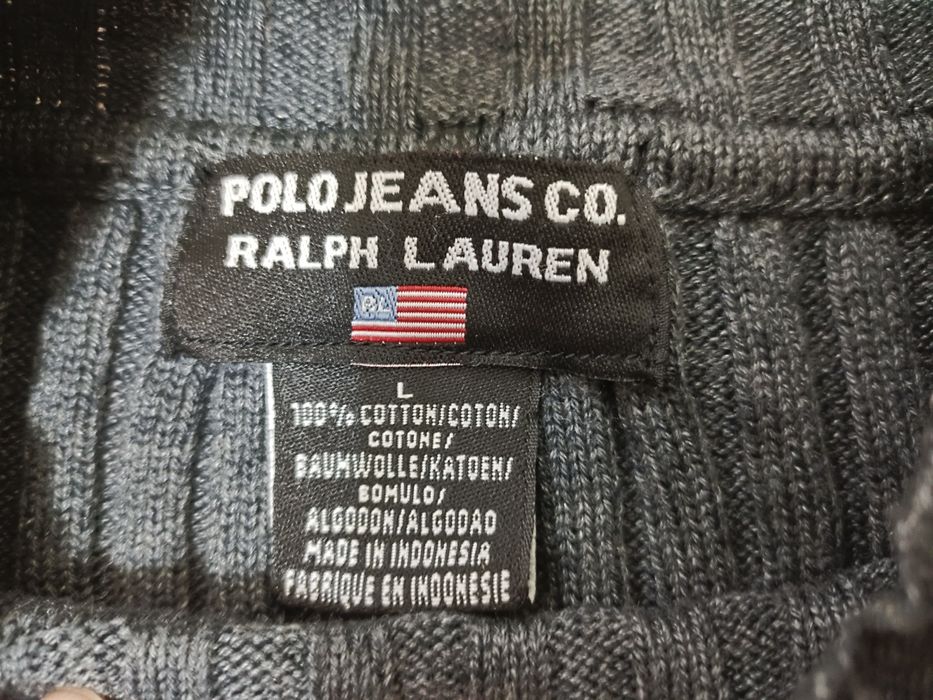 POLO JEANS CO.
RALPH LAUREN
RL
L
100% COTTON/COTON/
COTONE/
BAUMWOLLE/KATOEN/
BOMULD/
ALGODON/ALGODAO
MADE IN INDONESIA
FABRIQUE EN INDONESIE